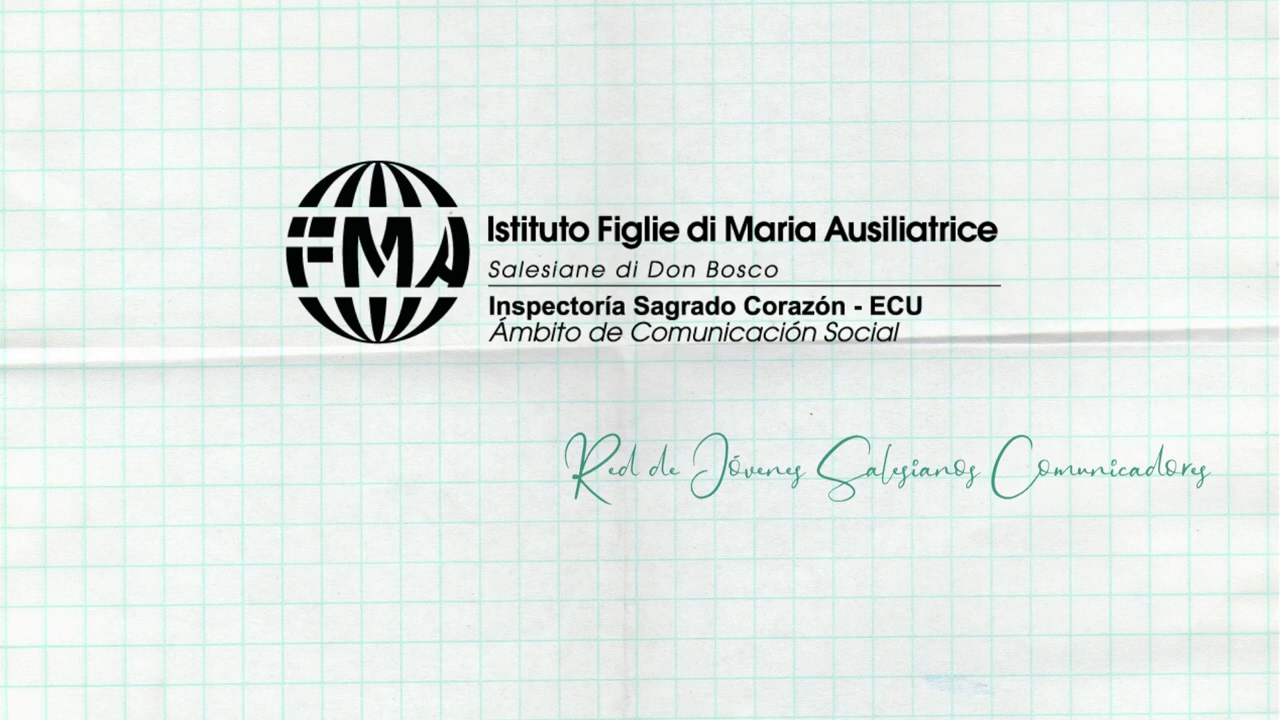 FMA
Istituto Figlie di Maria Ausiliatrice
Salesiane di Don Bosco
Inspectoría Sagrado Corazón - ECU
Ámbito de Comunicación Social
Red de Jóvenes Salesianos Comunicadores